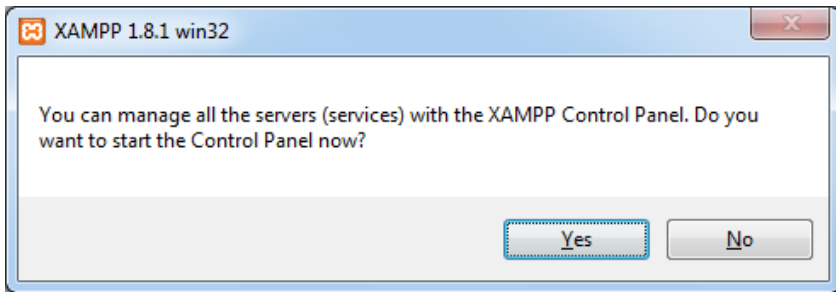 XAMPP 1.8.1 win32
You can manage all the servers (services) with the XAMPP Control Panel. Do you
want to start the Control Panel now?
Yes
No